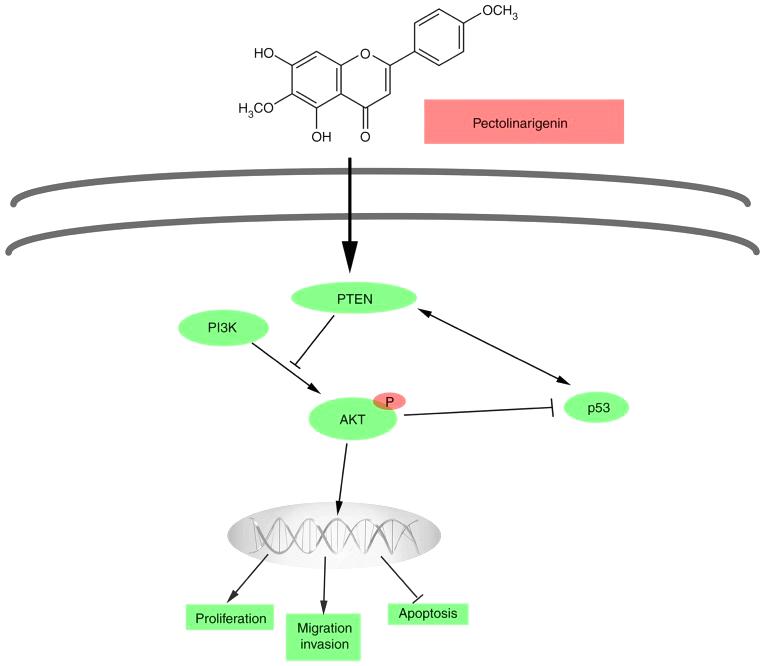 OCH₃
HO
O
H₃CO
OH
O
Pectolinarigenin
PTEN
PI3K
P
AKT
p53
Proliferation
Migration
invasion
Apoptosis